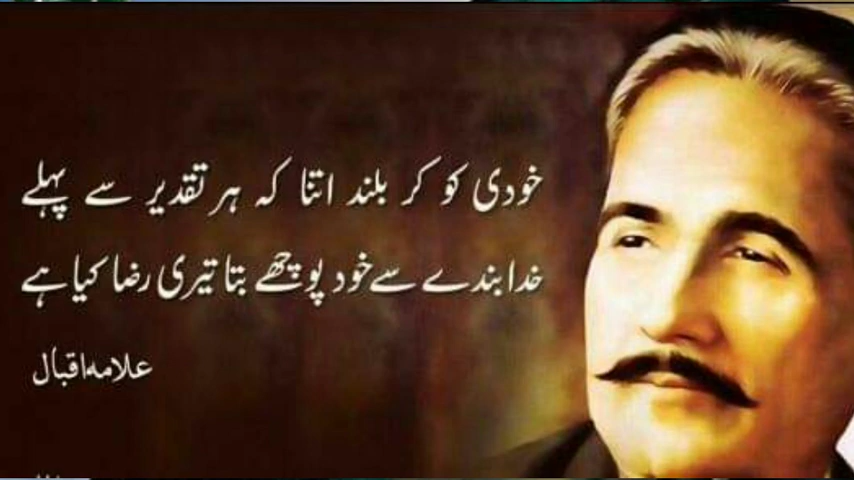 خودی کو کر بلند اتنا کہ ہر تقدیر سے پہلے
خدا بندے سے خود پوچھے بتا تیری رضا کیا ہے
علامہ اقبال